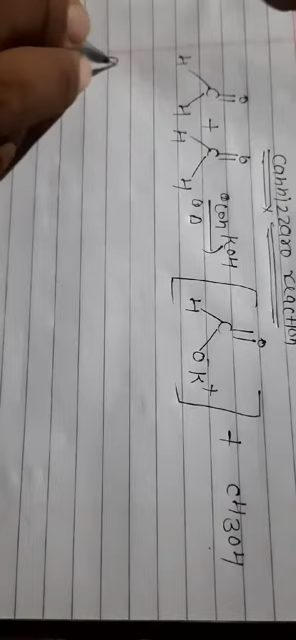 Cannizzaro reaction
H C = O H + H C = O H conc KOH Δ [ H C = O O⁻K⁺ ] + CH3OH